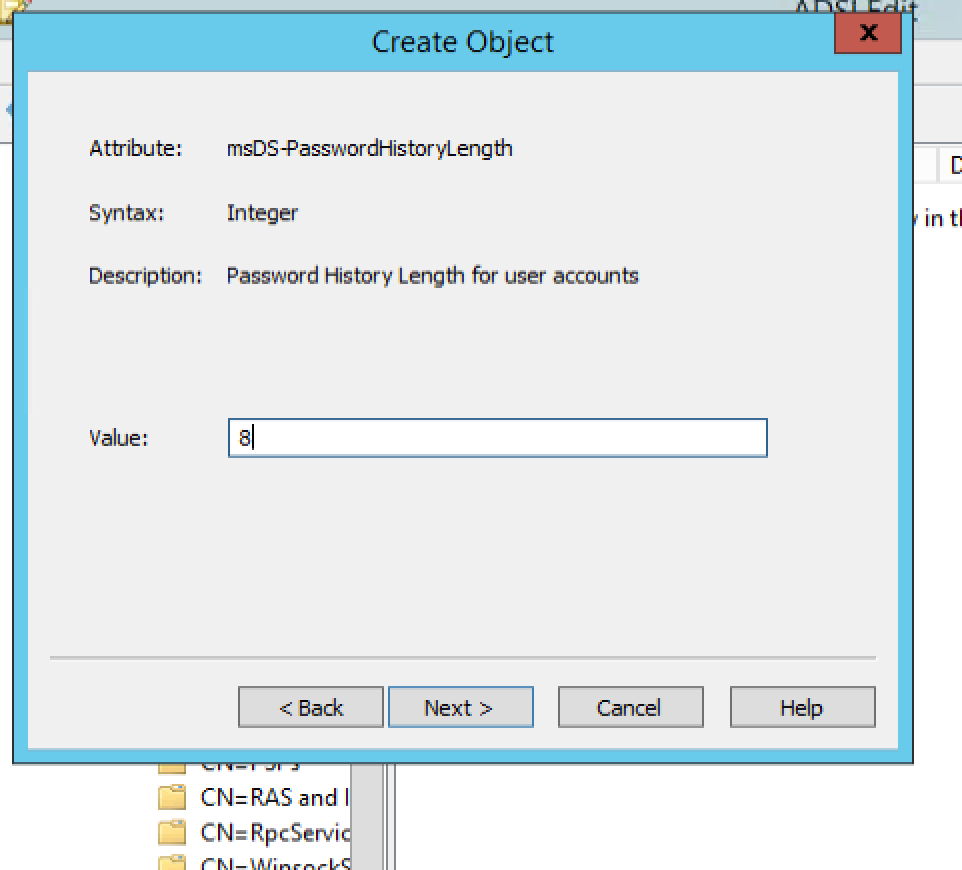 ADSI Edit
Create Object
x
Attribute: msDS-PasswordHistoryLength
D
Syntax: Integer
in th
Description: Password History Length for user accounts
Value: 8
< Back Next > Cancel Help
CN=PSPs
CN=RAS and I
CN=RpcServic
CN=WinsockS